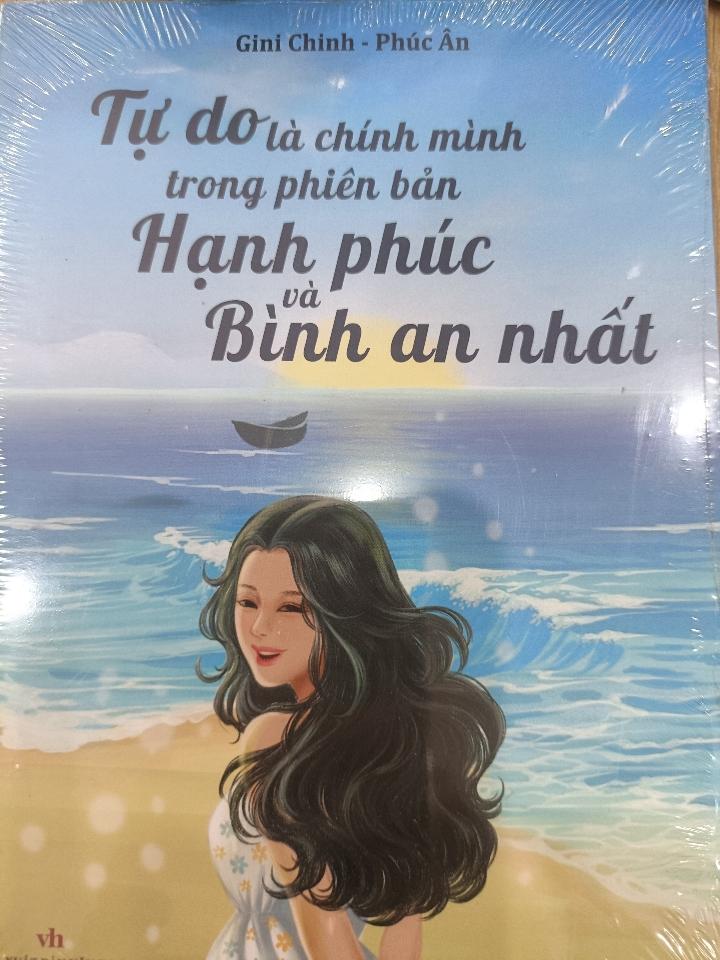 Gini Chinh - Phúc Ân
Tự do là chính mình
trong phiên bản
Hạnh phúc
và
Bình an nhất
vh